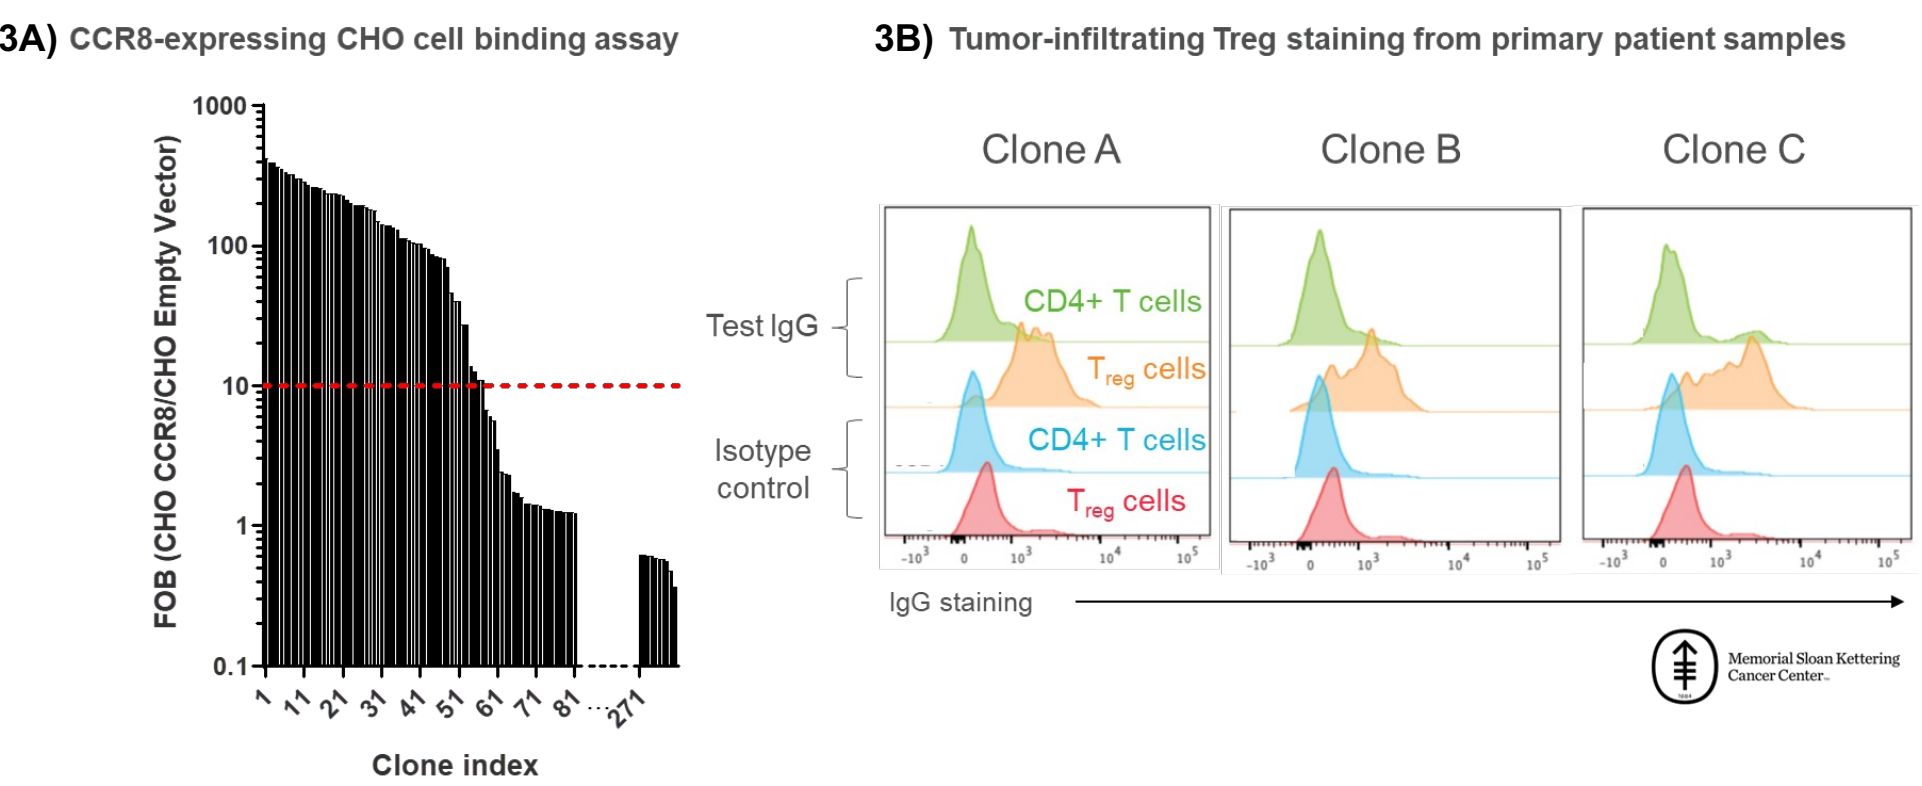 3A) CCR8-expressing CHO cell binding assay
FOB (CHO CCR8/CHO Empty Vector)
1000
100
10
1
0.1
1 11 21 31 41 51 61 71 81 ... 271
Clone index
3B) Tumor-infiltrating Treg staining from primary patient samples
Clone A Clone B Clone C
Test IgG
CD4+ T cells
Treg cells
Isotype
control
CD4+ T cells
Treg cells
-10³ 0 10³ 10⁴ 10⁵
-10³ 0 10³ 10⁴ 10⁵
-10³ 0 10³ 10⁴ 10⁵
IgG staining
Memorial Sloan Kettering
Cancer Center